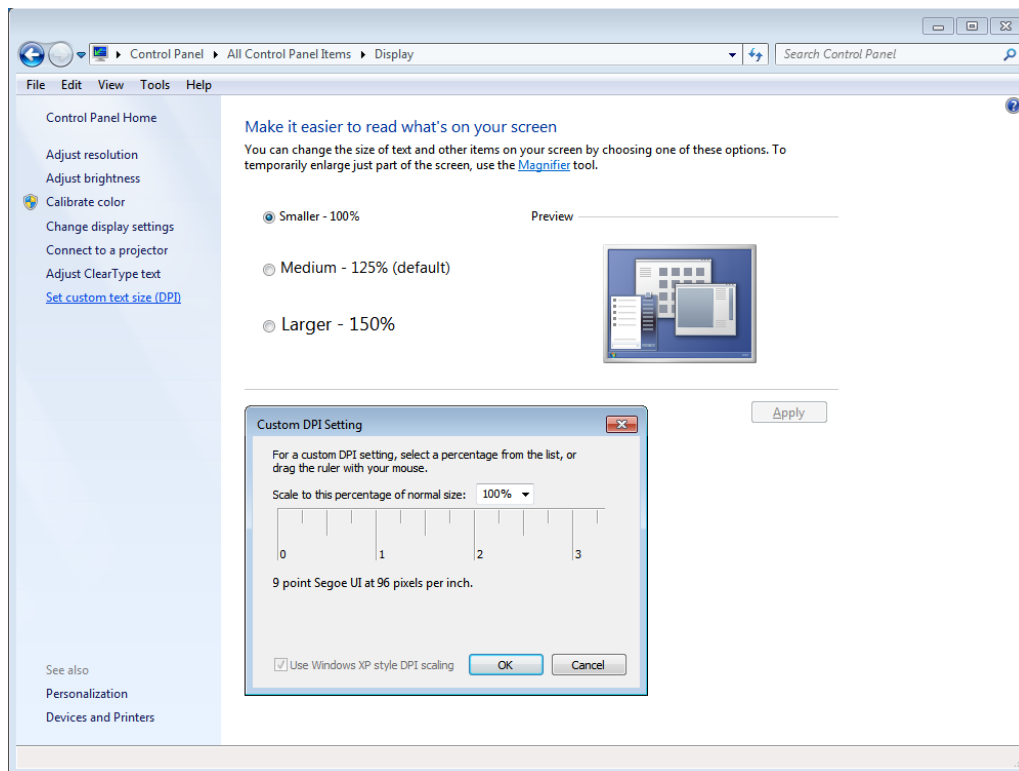 Control Panel ▸ All Control Panel Items ▸ Display
Search Control Panel
File Edit View Tools Help
Control Panel Home
Adjust resolution
Adjust brightness
Calibrate color
Change display settings
Connect to a projector
Adjust ClearType text
Set custom text size (DPI)
See also
Personalization
Devices and Printers
Make it easier to read what's on your screen
You can change the size of text and other items on your screen by choosing one of these options. To
temporarily enlarge just part of the screen, use the Magnifier tool.
Smaller - 100%
Preview
Medium - 125% (default)
Larger - 150%
Apply
Custom DPI Setting
For a custom DPI setting, select a percentage from the list, or
drag the ruler with your mouse.
Scale to this percentage of normal size: 100%
0 1 2 3
9 point Segoe UI at 96 pixels per inch.
Use Windows XP style DPI scaling OK Cancel